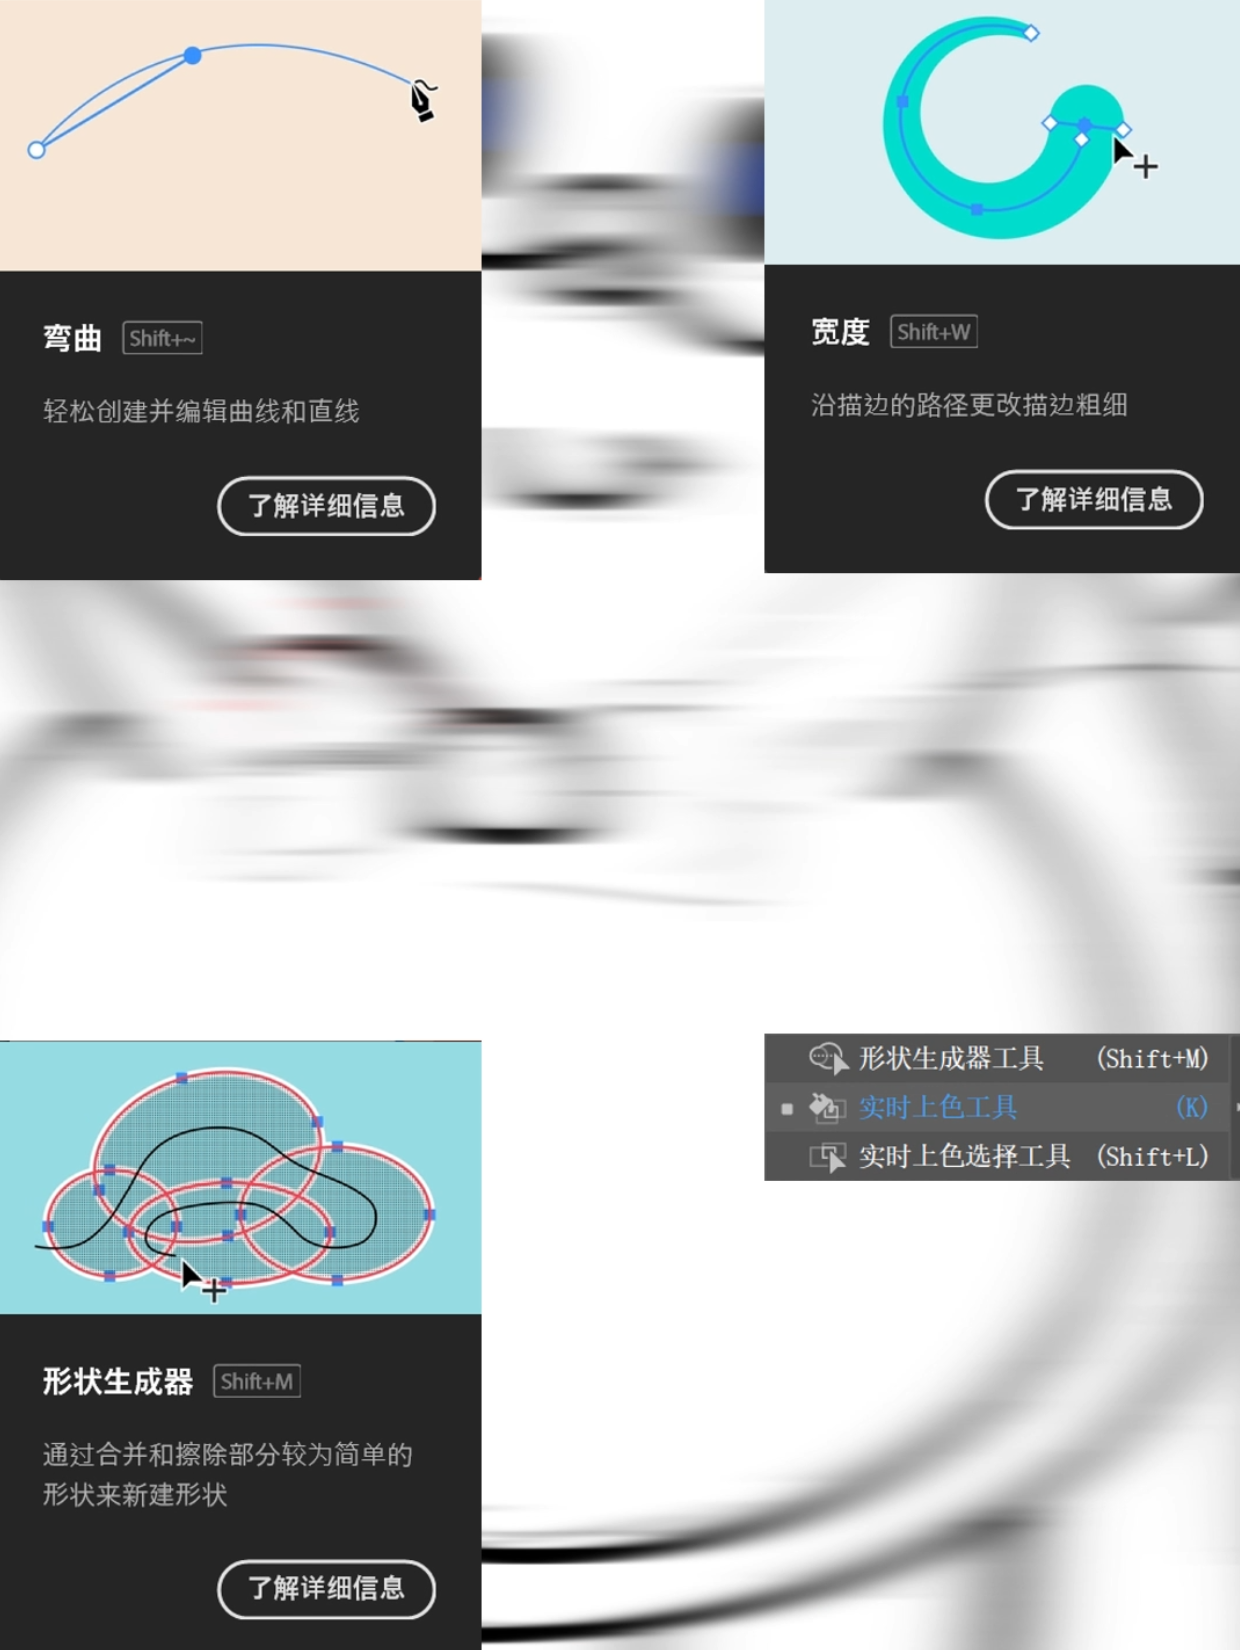 弯曲 Shift+~
轻松创建并编辑曲线和直线
了解详细信息
宽度 Shift+W
沿描边的路径更改描边粗细
了解详细信息
形状生成器 Shift+M
通过合并和擦除部分较为简单的
形状来新建形状
了解详细信息
形状生成器工具 (Shift+M)
实时上色工具 (K)
实时上色选择工具 (Shift+L)